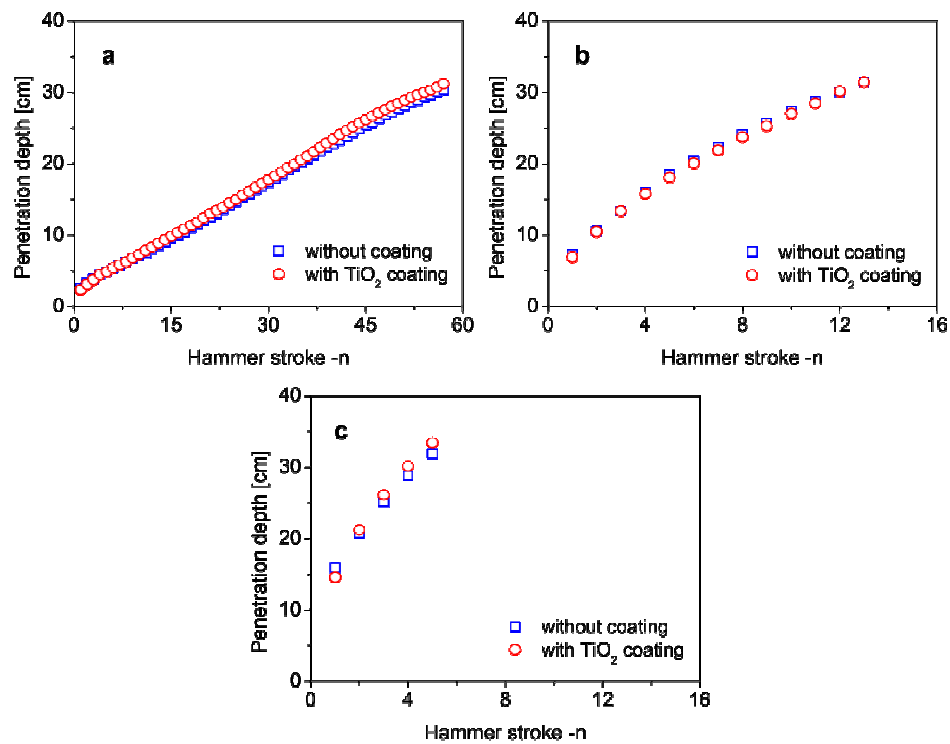 a
Penetration depth [cm]
40
30
20
10
0
without coating
with TiO2 coating
0 15 30 45 60
Hammer stroke -n
b
Penetration depth [cm]
40
30
20
10
0
without coating
with TiO2 coating
0 4 8 12 16
Hammer stroke -n
c
Penetration depth [cm]
40
30
20
10
0
without coating
with TiO2 coating
0 4 8 12 16
Hammer stroke -n